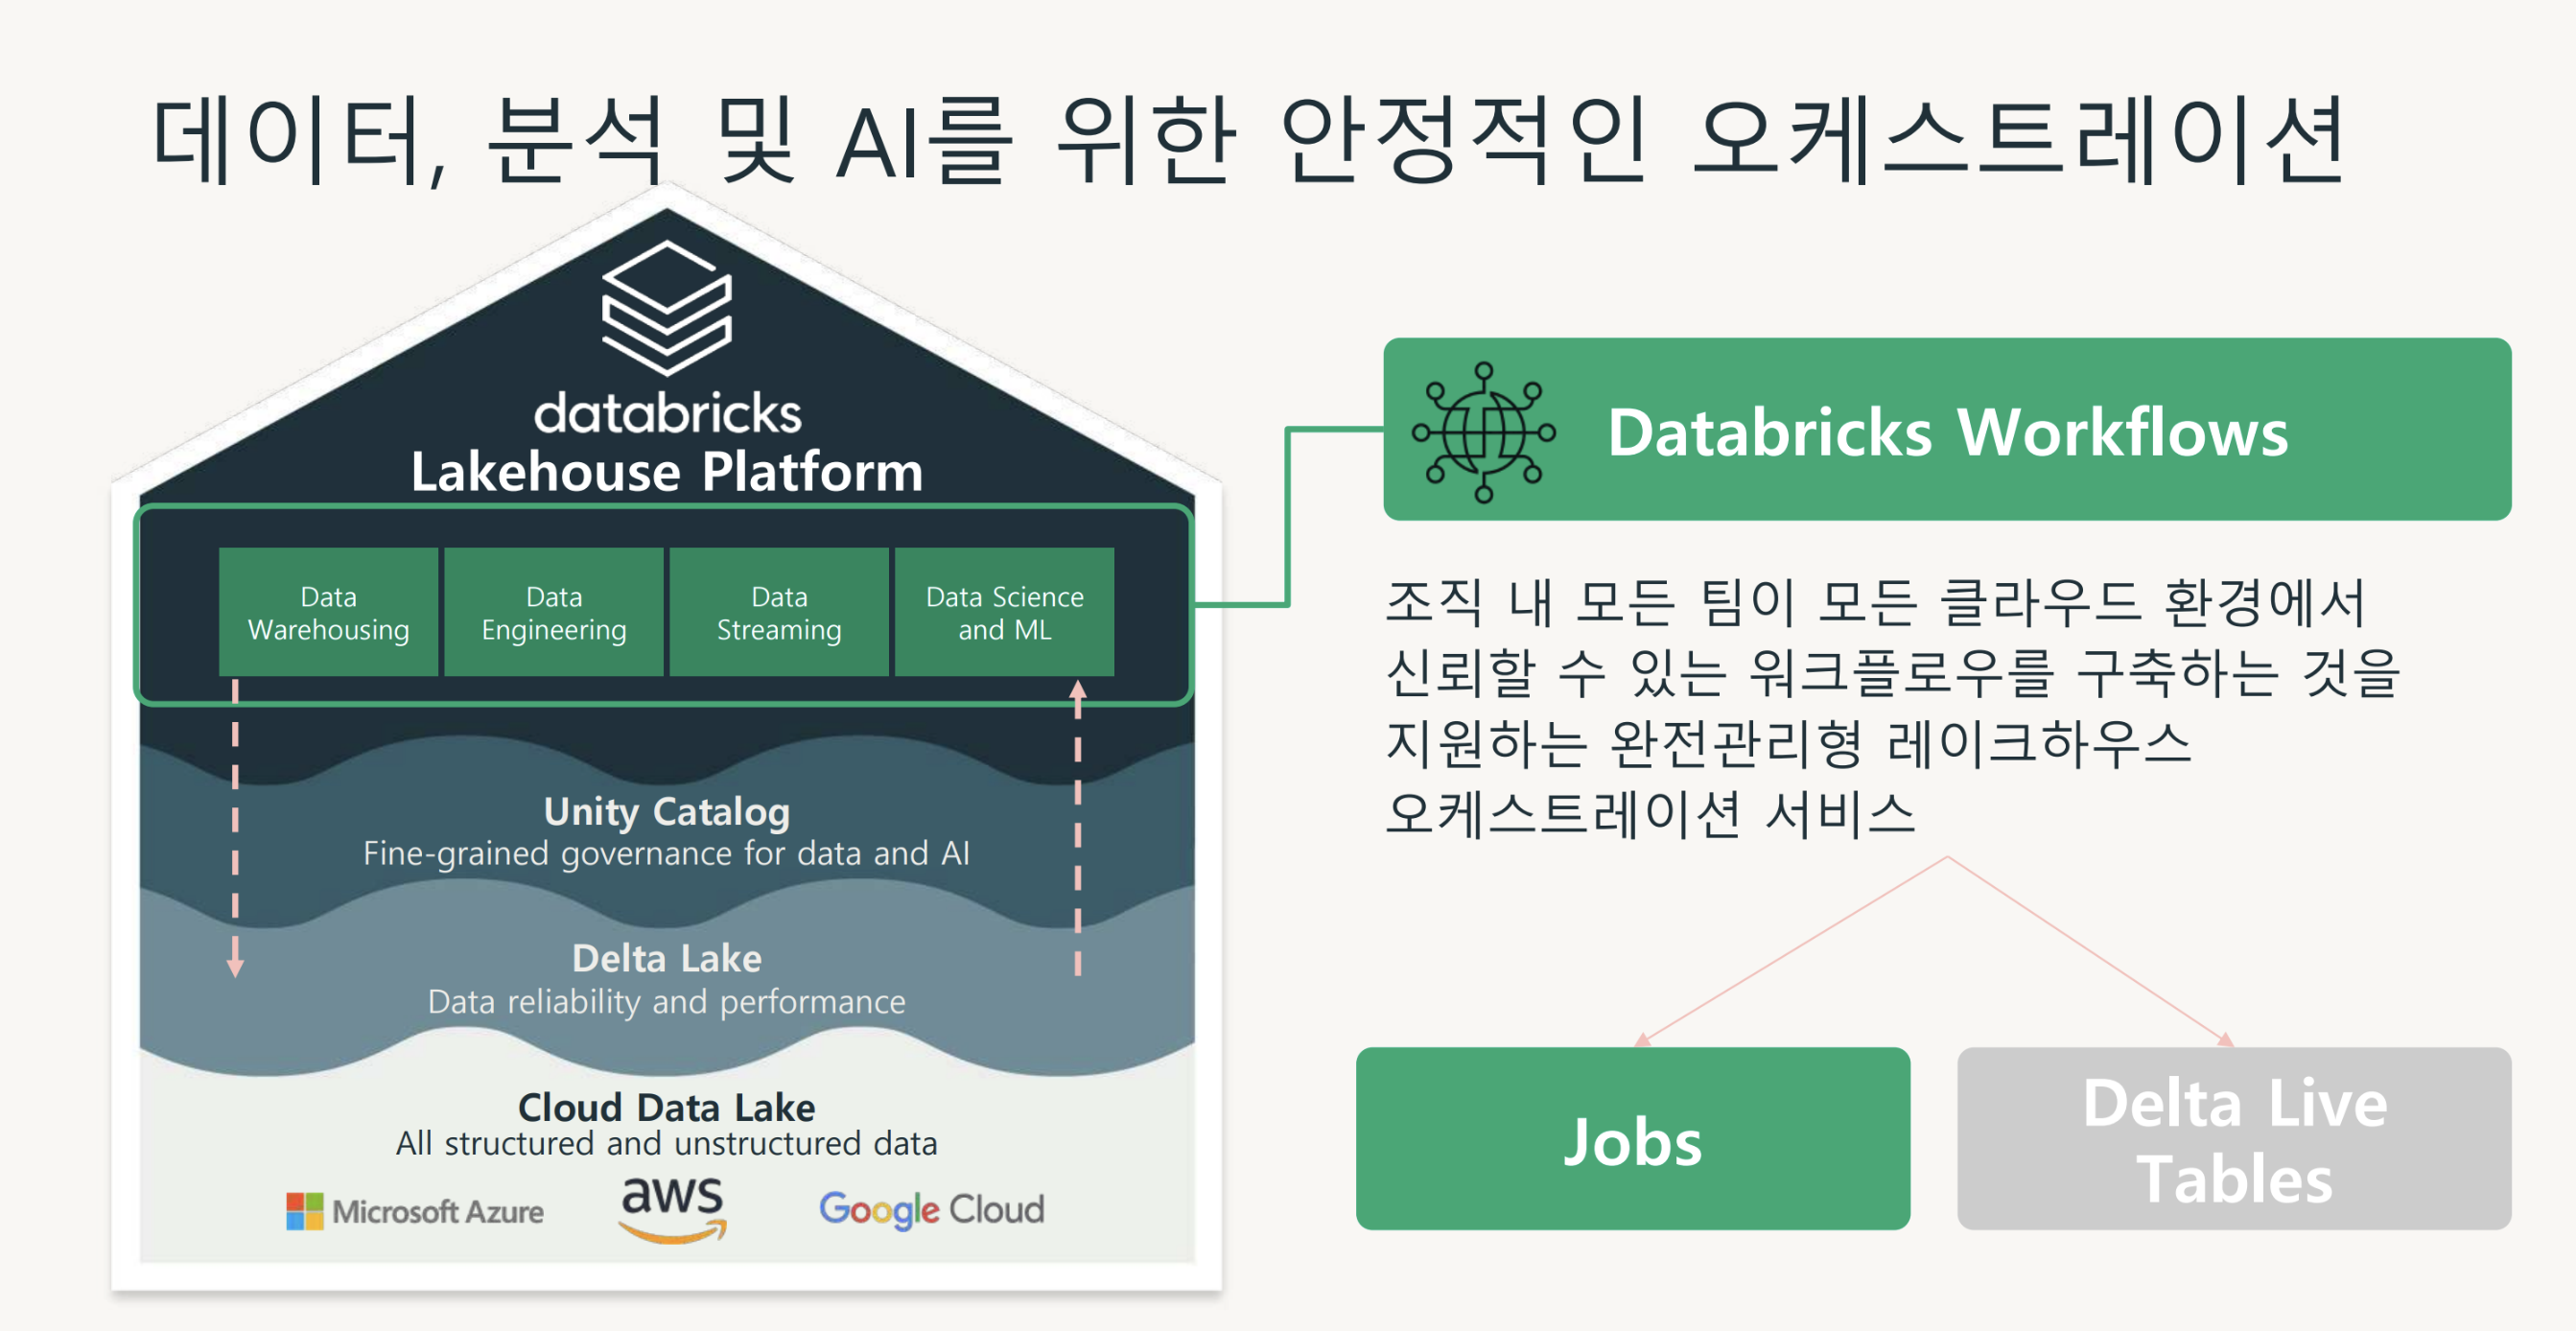 데이터, 분석 및 AI를 위한 안정적인 오케스트레이션
databricks
Lakehouse Platform
Data
Warehousing
Data
Engineering
Data
Streaming
Data Science
and ML
Unity Catalog
Fine-grained governance for data and AI
Delta Lake
Data reliability and performance
Cloud Data Lake
All structured and unstructured data
Microsoft Azure
aws
Google Cloud
Databricks Workflows
조직 내 모든 팀이 모든 클라우드 환경에서
신뢰할 수 있는 워크플로우를 구축하는 것을
지원하는 완전관리형 레이크하우스
오케스트레이션 서비스
Jobs
Delta Live
Tables